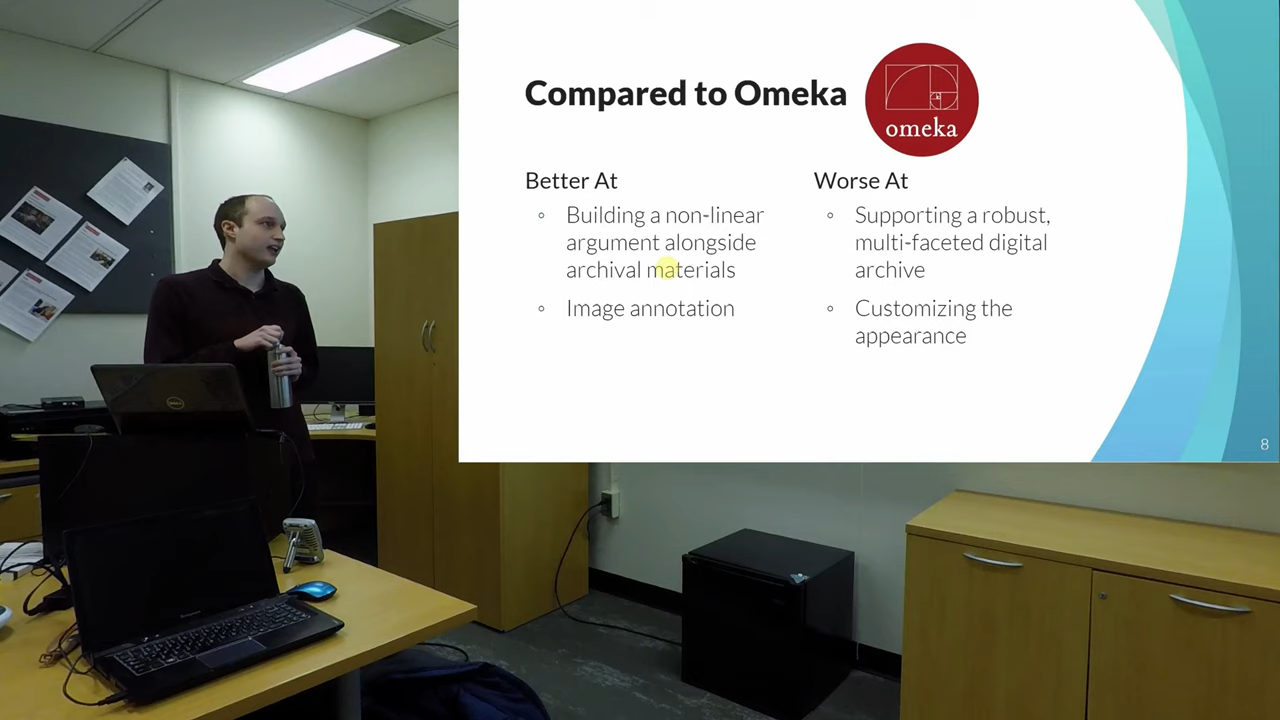 Compared to Omeka
omeka
Better At
◦ Building a non-linear
argument alongside
archival materials
◦ Image annotation
Worse At
◦ Supporting a robust,
multi-faceted digital
archive
◦ Customizing the
appearance
8
DELL